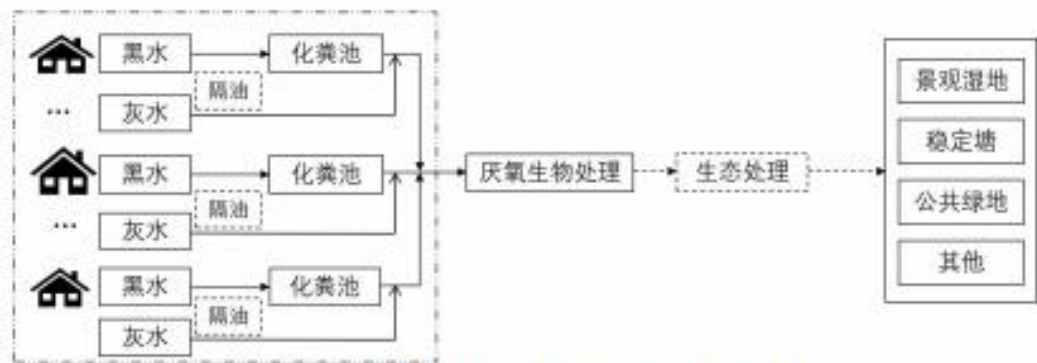 黑水
化粪池
隔油
灰水
...
黑水
化粪池
隔油
灰水
...
黑水
化粪池
隔油
灰水
厌氧生物处理
生态处理
景观湿地
稳定塘
公共绿地
其他